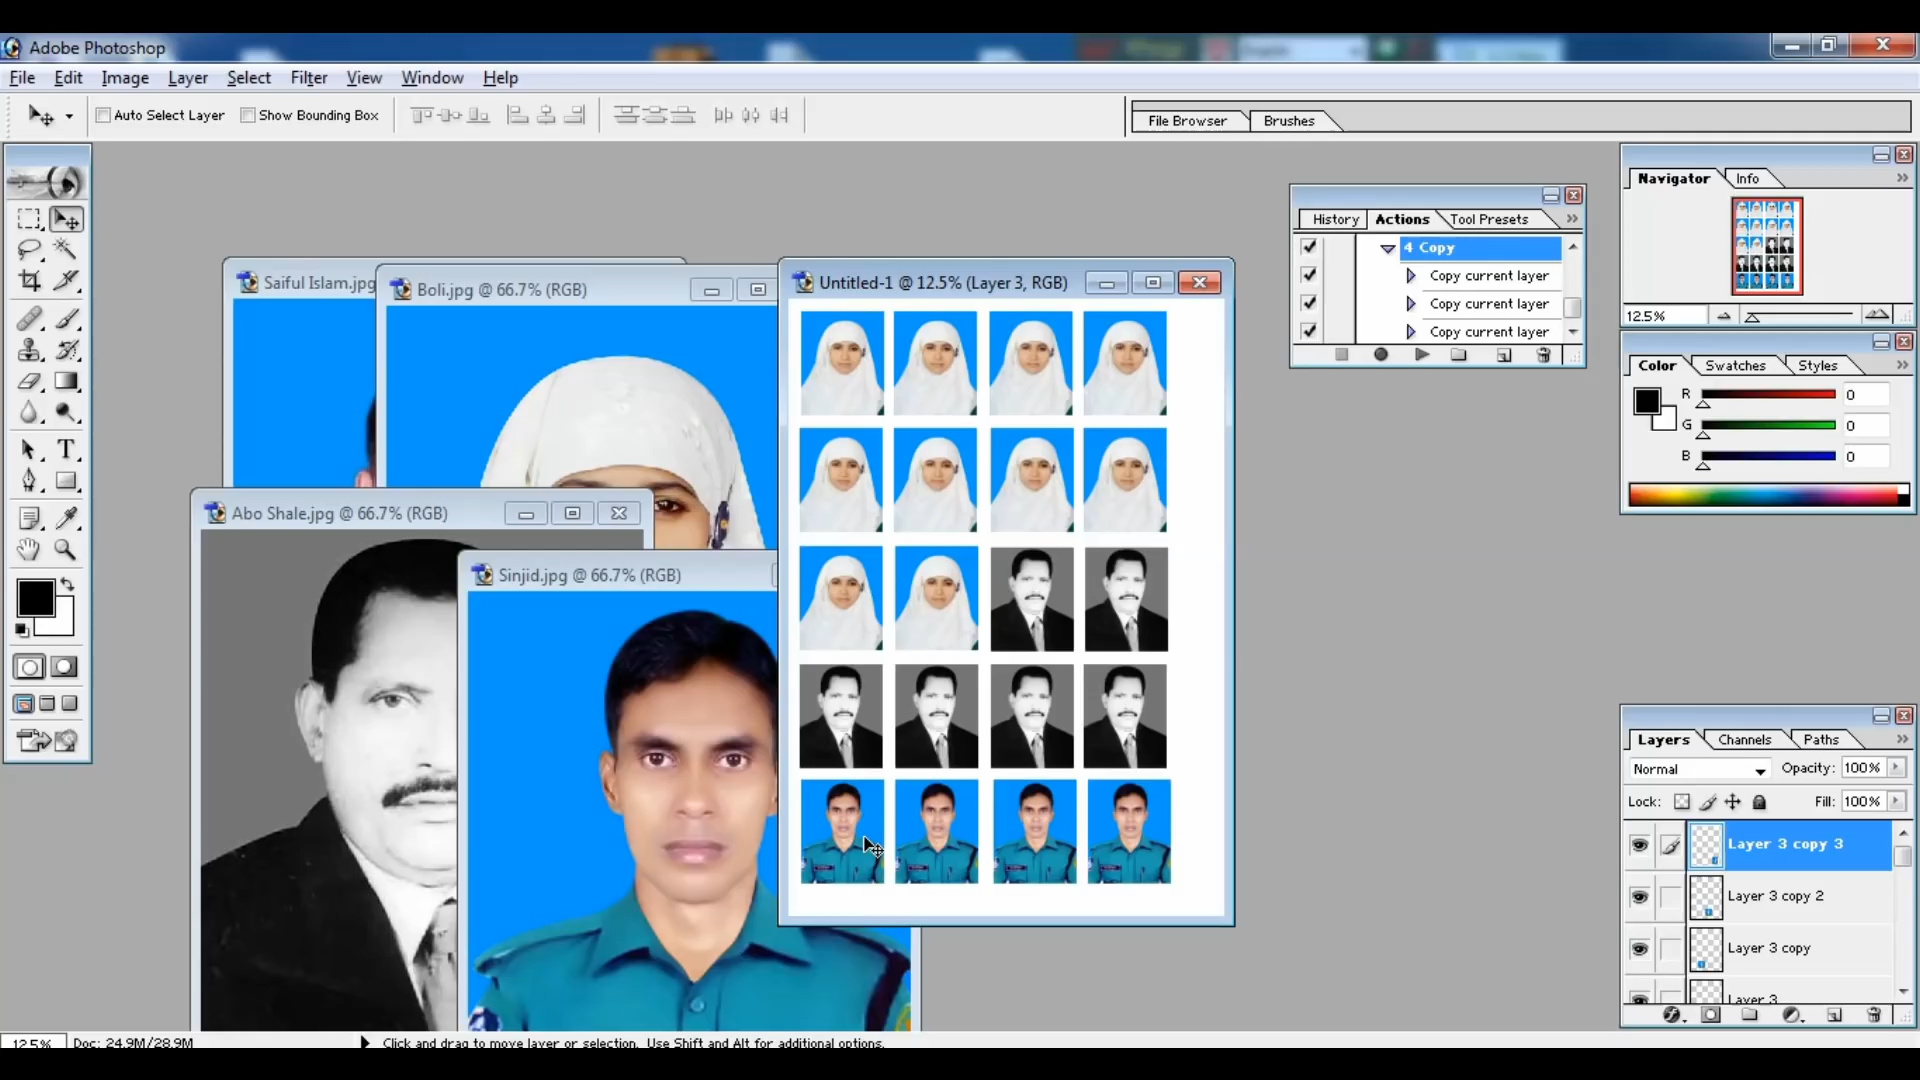 Adobe Photoshop
File Edit Image Layer Select Filter View Window Help
Auto Select Layer Show Bounding Box
File Browser Brushes
Navigator Info
12.5%
History Actions Tool Presets
4 Copy
Copy current layer
Copy current layer
Copy current layer
Saiful Islam.jpg
Boli.jpg @ 66.7% (RGB)
Untitled-1 @ 12.5% (Layer 3, RGB)
Abo Shale.jpg @ 66.7% (RGB)
Sinjid.jpg @ 66.7% (RGB)
Color Swatches Styles
R 0
G 0
B 0
T
Layers Channels Paths
Normal Opacity: 100%
Lock: Fill: 100%
Layer 3 copy 3
Layer 3 copy 2
Layer 3 copy
Layer 3
12.5% Doc: 24.9M/28.9M Click and drag to move layer or selection. Use Shift and Alt for additional options.